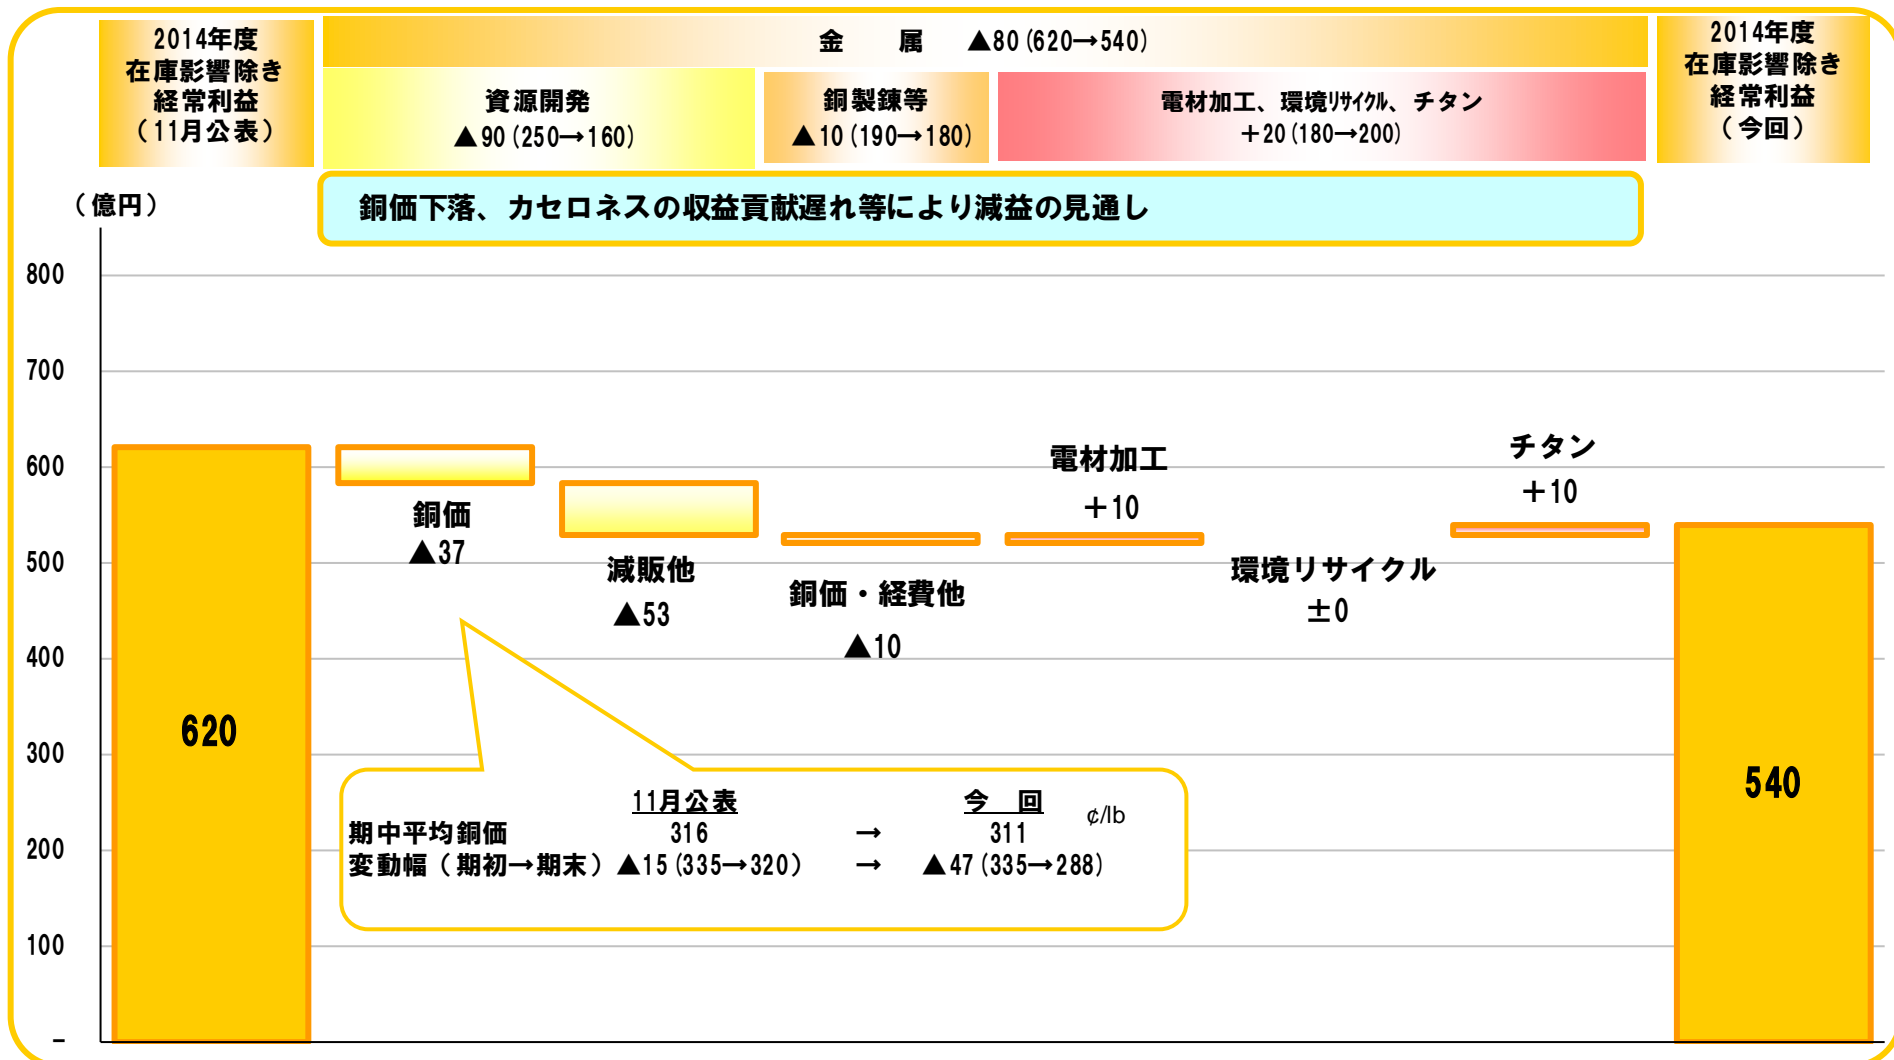 2014年度
在庫影響除き
経常利益
（11月公表）
金　　属　　▲80(620→540)
資源開発
▲90(250→160)
銅製錬等
▲10(190→180)
電材加工、環境ﾘｻｲｸﾙ、チタン
＋20(180→200)
2014年度
在庫影響除き
経常利益
（今回）
（億円）
銅価下落、カセロネスの収益貢献遅れ等により減益の見通し
800
700
600
500
400
300
200
100
－
620
銅価
▲37
減販他
▲53
銅価・経費他
▲10
電材加工
＋10
環境リサイクル
±0
チタン
＋10
540
11月公表　　今　回　　¢/lb
期中平均銅価　　316　　→　　311
変動幅（期初→期末）▲15(335→320)　　→　　▲47(335→288)